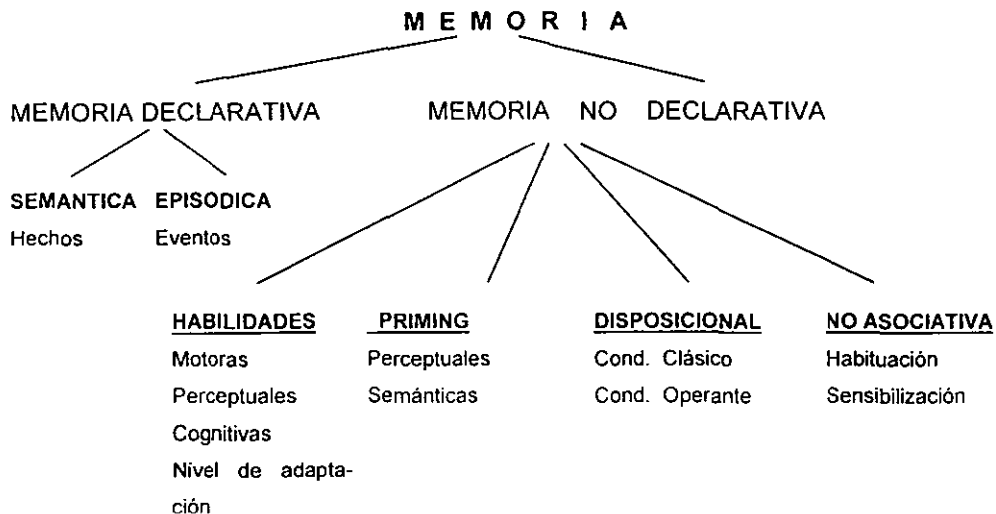 M E M O R I A
MEMORIA DECLARATIVA MEMORIA NO DECLARATIVA
SEMANTICA EPISODICA
Hechos Eventos
HABILIDADES PRIMING DISPOSICIONAL NO ASOCIATIVA
Motoras Perceptuales Cond. Clásico Habituación
Perceptuales Semánticas Cond. Operante Sensibilización
Cognitivas
Nivel de adapta-
ción